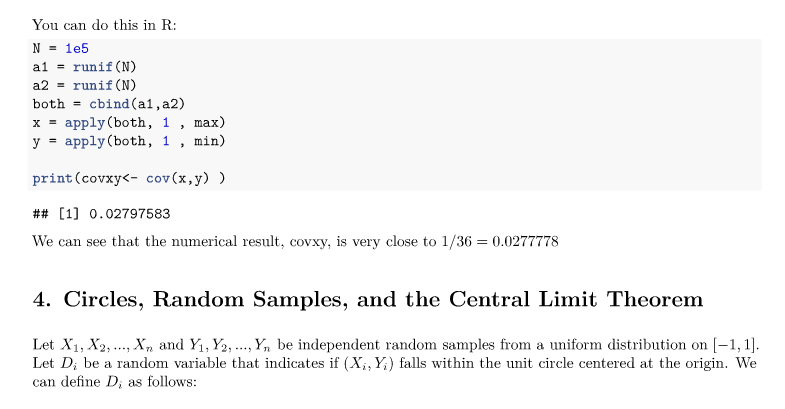 You can do this in R:
N = 1e5
a1 = runif(N)
a2 = runif(N)
both = cbind(a1,a2)
x = apply(both, 1 , max)
y = apply(both, 1 , min)
print(covxy<- cov(x,y) )
## [1] 0.02797583
We can see that the numerical result, covxy, is very close to 1/36 = 0.0277778
4. Circles, Random Samples, and the Central Limit Theorem
Let X₁, X₂, ..., Xₙ and Y₁, Y₂, ..., Yₙ be independent random samples from a uniform distribution on [−1, 1].
Let Dᵢ be a random variable that indicates if (Xᵢ, Yᵢ) falls within the unit circle centered at the origin. We
can define Dᵢ as follows: